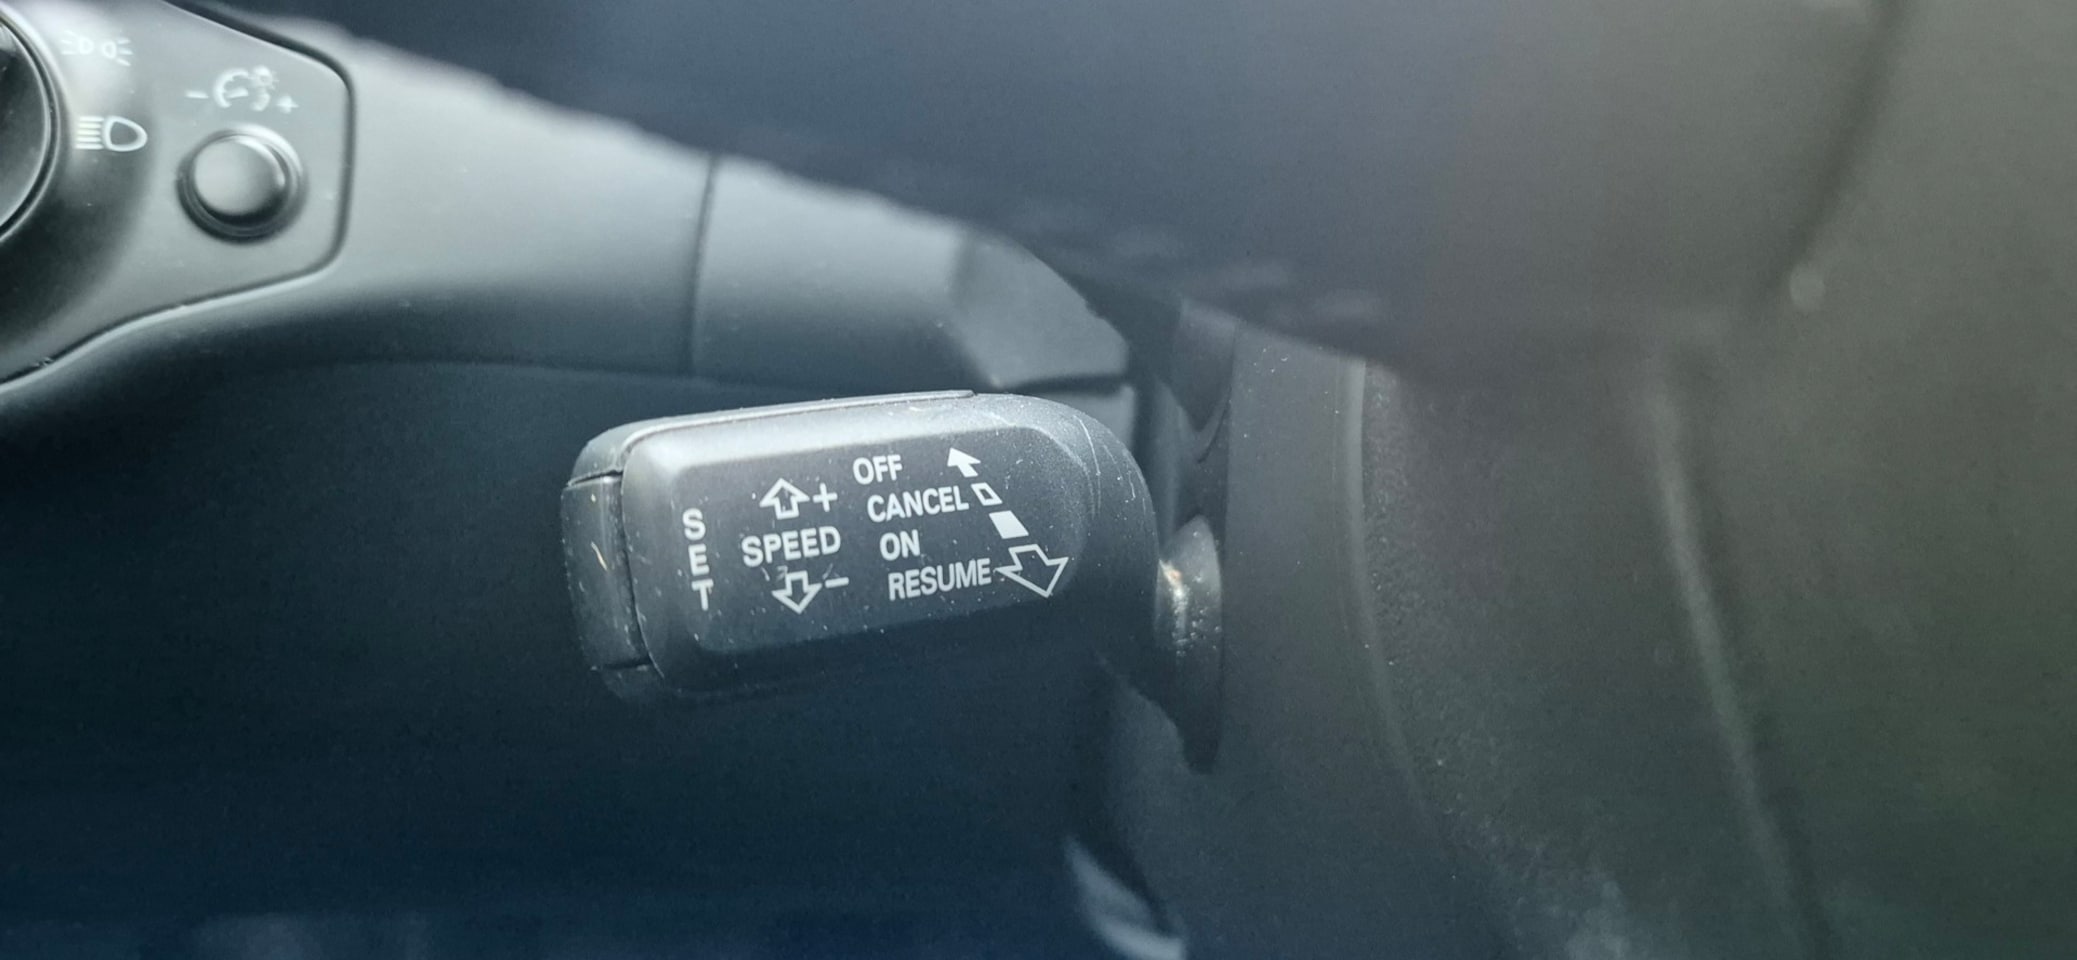 SET
+
SPEED
-
OFF
CANCEL
ON
RESUME
- +